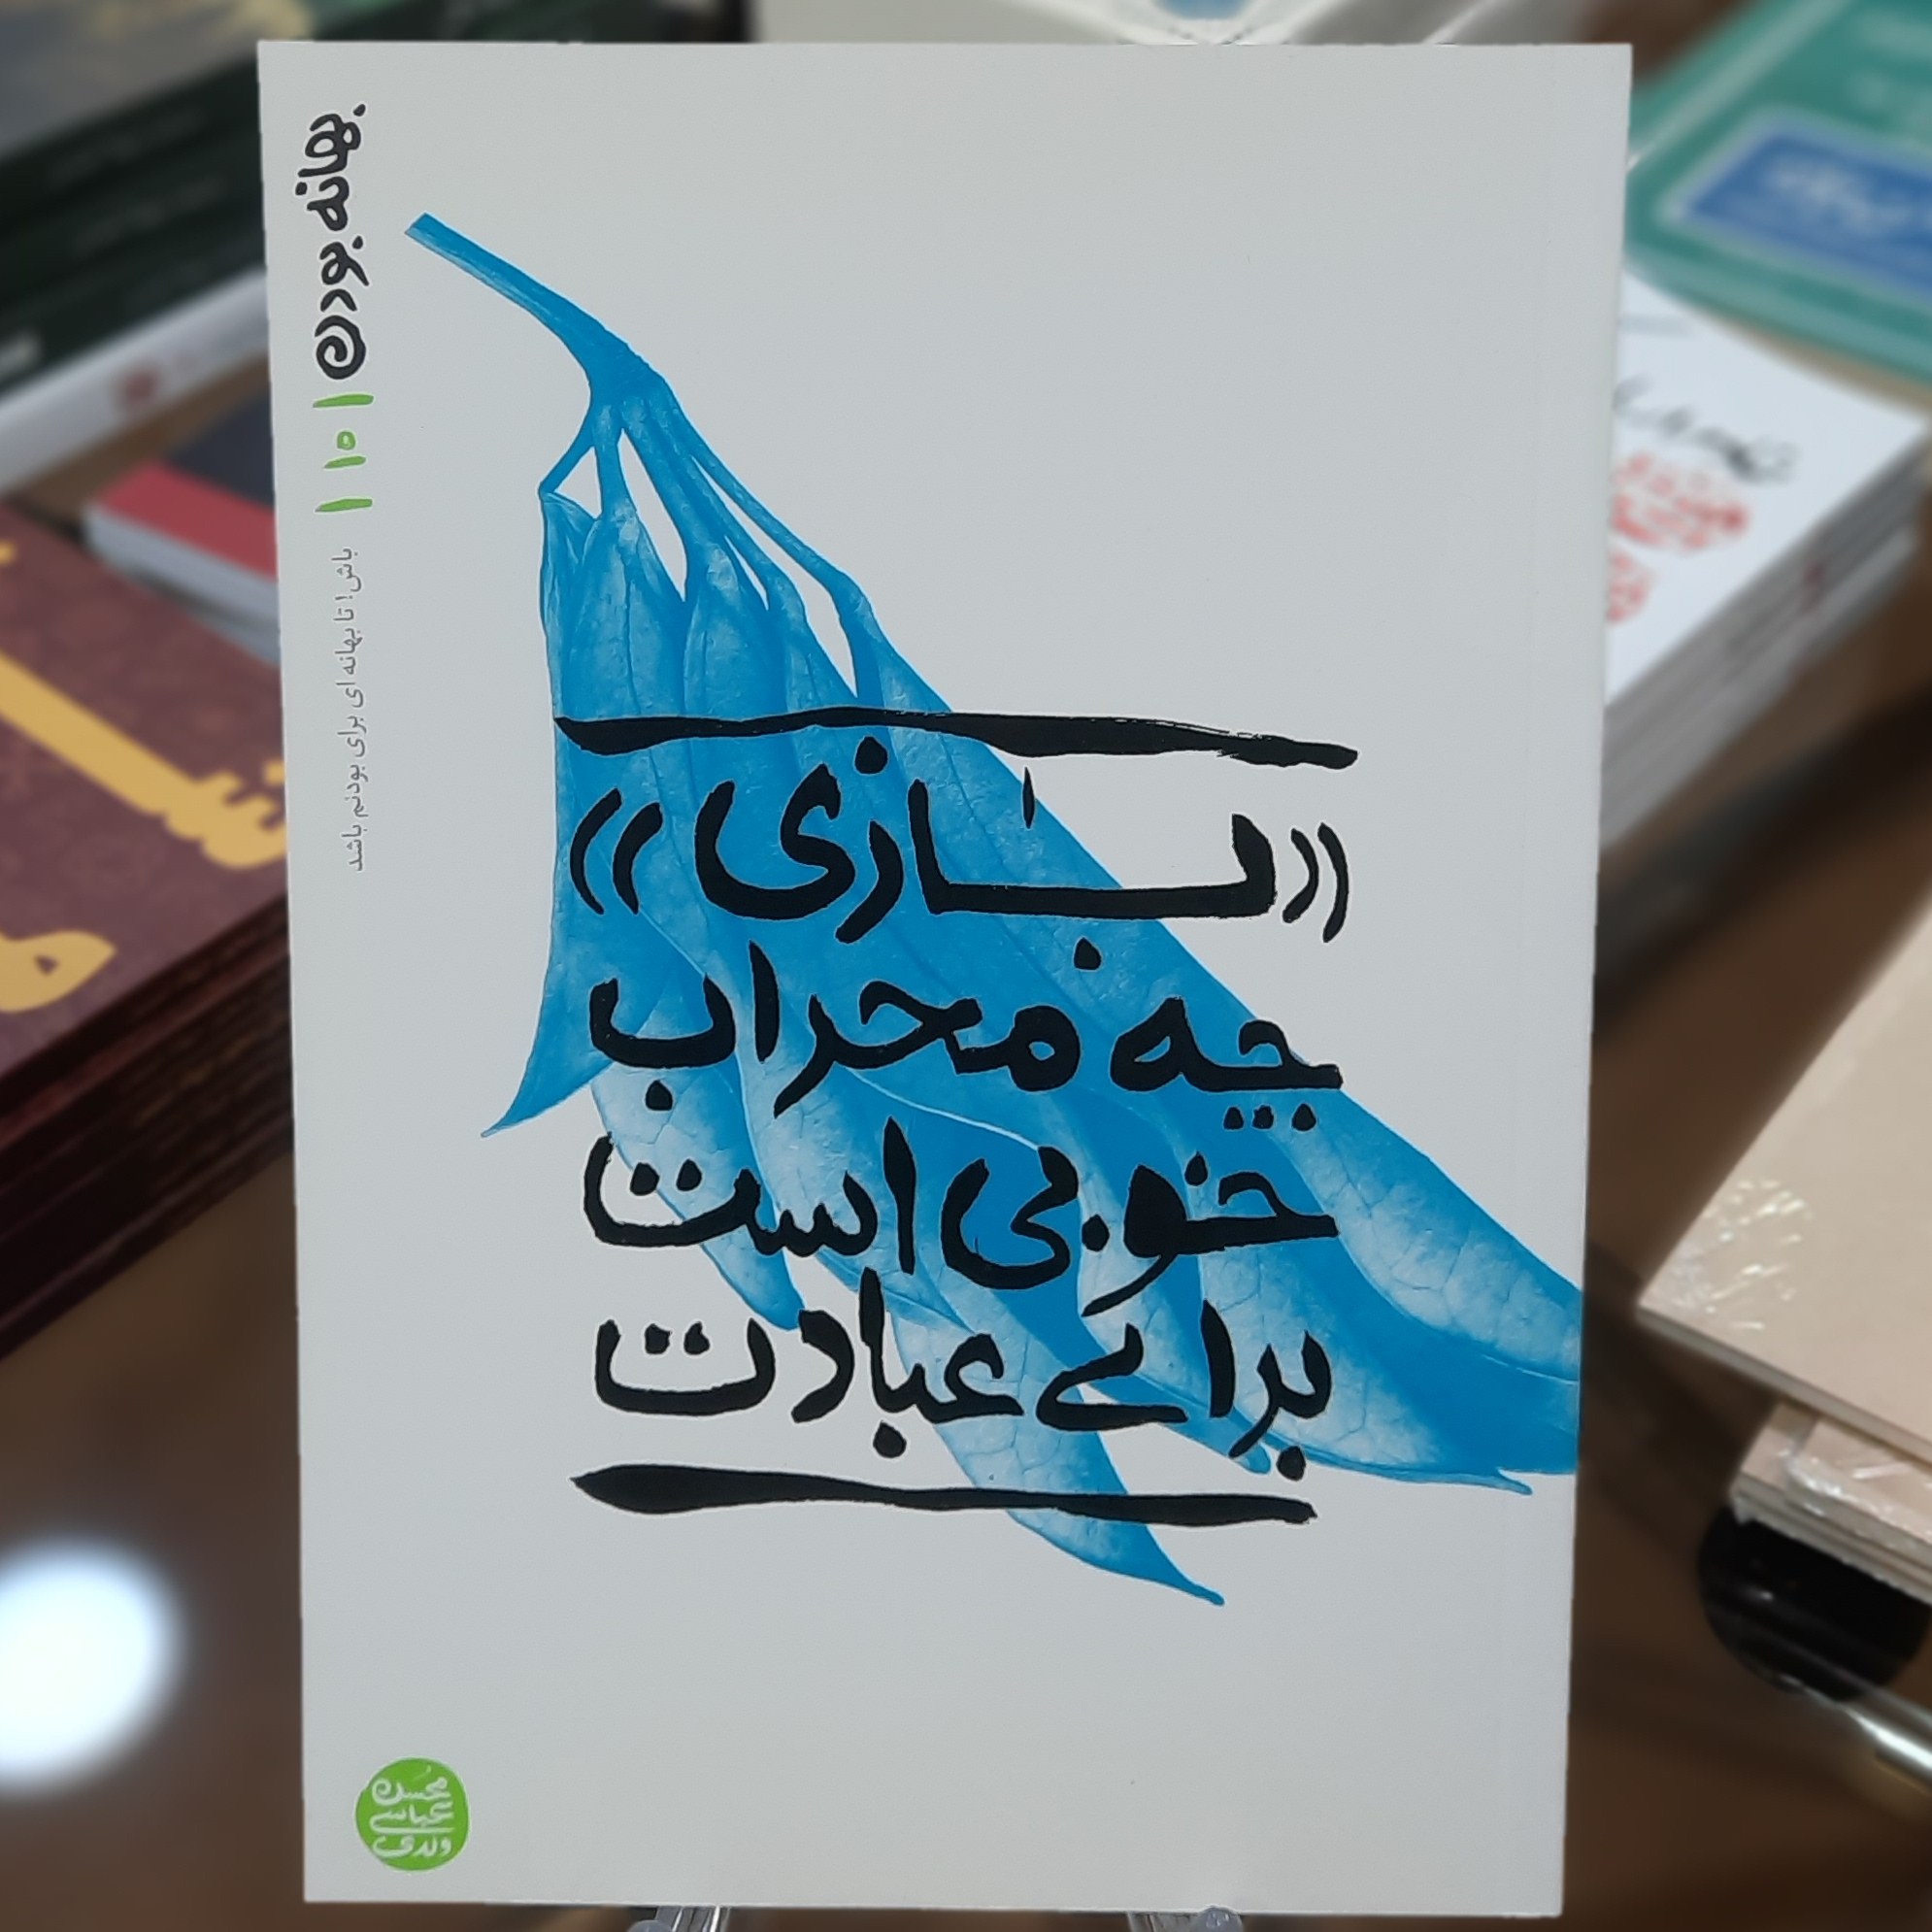 بهانه بودن
| ۱۰ |
باش! تا بهانه ای برای بودنم باشد
«بازی»
چه محراب
خوبی است
برای عبادت
محسن
عباسی
ولدی